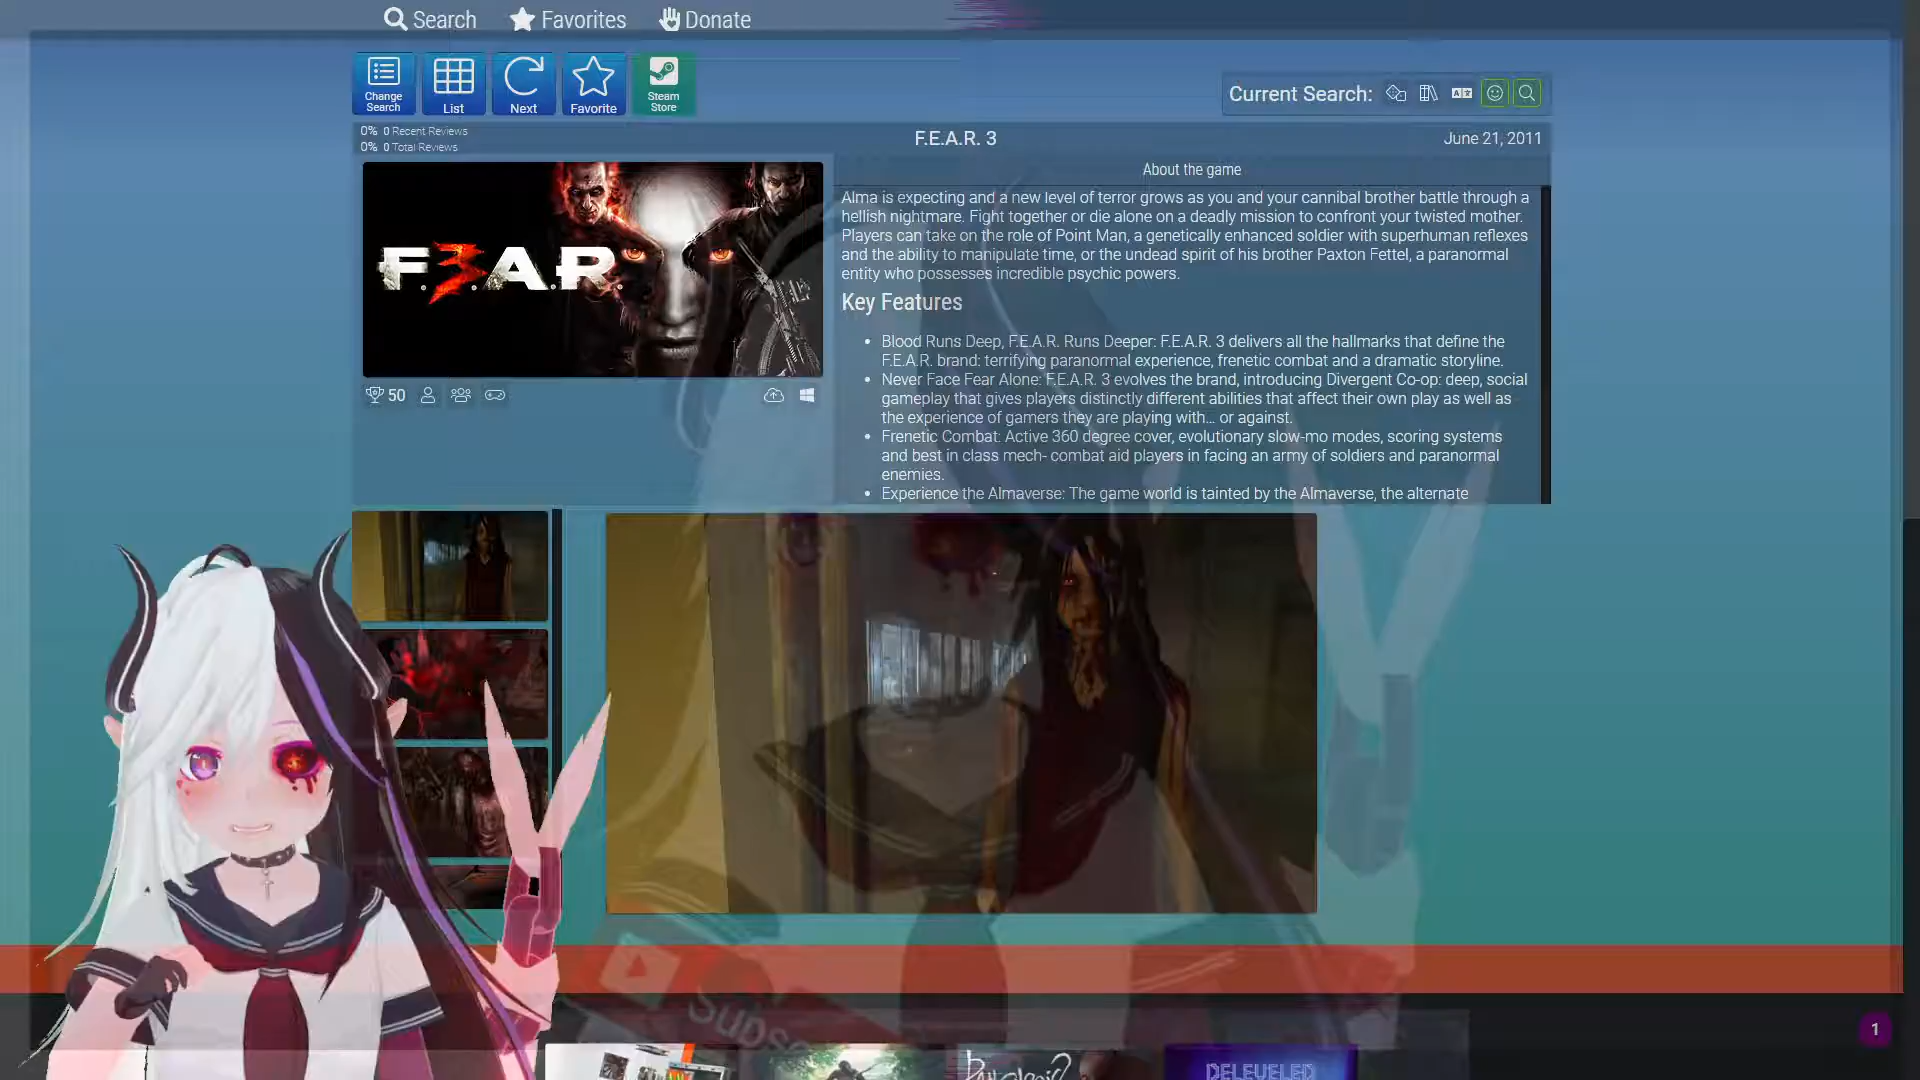 Search
Favorites
Donate
Change
Search
List
Next
Favorite
Steam
Store
Current Search:
0% 0 Recent Reviews
0% 0 Total Reviews
F.E.A.R. 3
June 21, 2011
About the game
F.3.A.R.
Alma is expecting and a new level of terror grows as you and your cannibal brother battle through a
hellish nightmare. Fight together or die alone on a deadly mission to confront your twisted mother.
Players can take on the role of Point Man, a genetically enhanced soldier with superhuman reflexes
and the ability to manipulate time, or the undead spirit of his brother Paxton Fettel, a paranormal
entity who possesses incredible psychic powers.
Key Features
• Blood Runs Deep, F.E.A.R. Runs Deeper: F.E.A.R. 3 delivers all the hallmarks that define the
F.E.A.R. brand: terrifying paranormal experience, frenetic combat and a dramatic storyline.
• Never Face Fear Alone: F.E.A.R. 3 evolves the brand, introducing Divergent Co-op: deep, social
gameplay that gives players distinctly different abilities that affect their own play as well as
the experience of gamers they are playing with… or against.
• Frenetic Combat: Active 360 degree cover, evolutionary slow-mo modes, scoring systems
and best in class mech- combat aid players in facing an army of soldiers and paranormal
enemies.
• Experience the Almaverse: The game world is tainted by the Almaverse, the alternate
50
1
DELEVELED